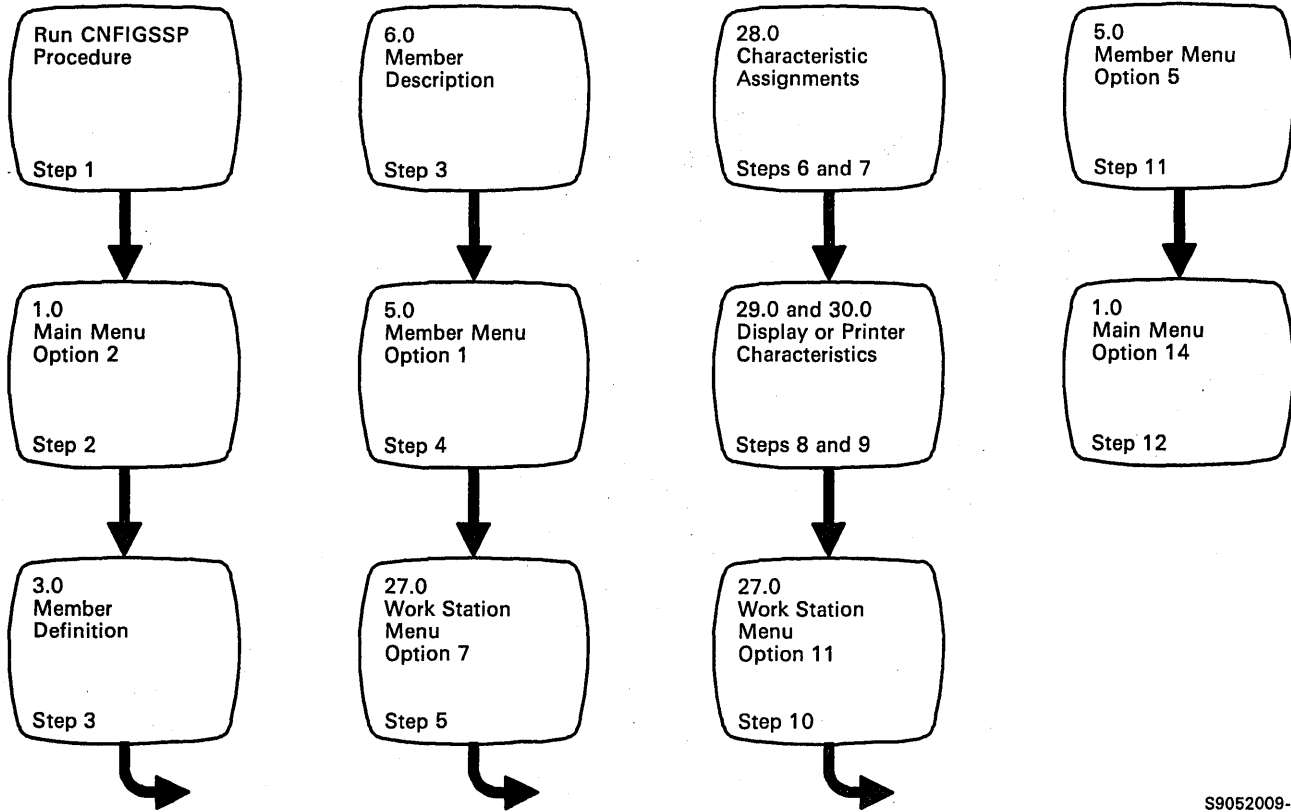 Run CNFIGSSP
Procedure
Step 1
1.0
Main Menu
Option 2
Step 2
3.0
Member
Definition
Step 3
6.0
Member
Description
Step 3
5.0
Member Menu
Option 1
Step 4
27.0
Work Station
Menu
Option 7
Step 5
28.0
Characteristic
Assignments
Steps 6 and 7
29.0 and 30.0
Display or Printer
Characteristics
Steps 8 and 9
27.0
Work Station
Menu
Option 11
Step 10
5.0
Member Menu
Option 5
Step 11
1.0
Main Menu
Option 14
Step 12
S9052009-